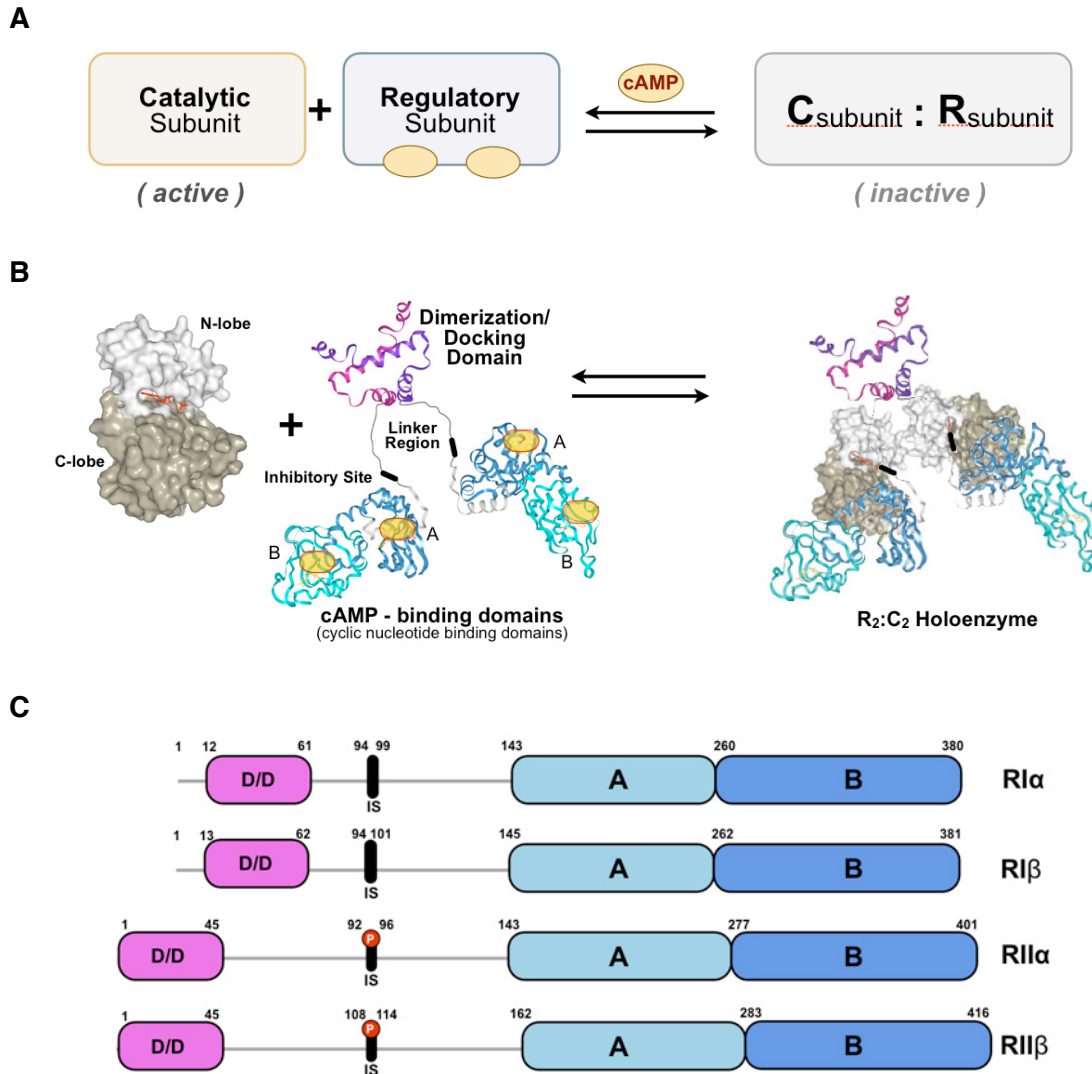 A
Catalytic
Subunit
+
Regulatory
Subunit
cAMP
Csubunit : Rsubunit
( active )
( inactive )
B
N-lobe
C-lobe
+
Dimerization/
Docking
Domain
Linker
Region
Inhibitory Site
A
B
A
B
cAMP - binding domains
(cyclic nucleotide binding domains)
R₂:C₂ Holoenzyme
C
1 12 61 94 99 143 260 380
D/D A B RIα
IS
1 13 62 94 101 145 262 381
D/D A B RIβ
IS
1 45 92 96 143 277 401
P
D/D A B RIIα
IS
1 45 108 114 162 283 416
P
D/D A B RIIβ
IS